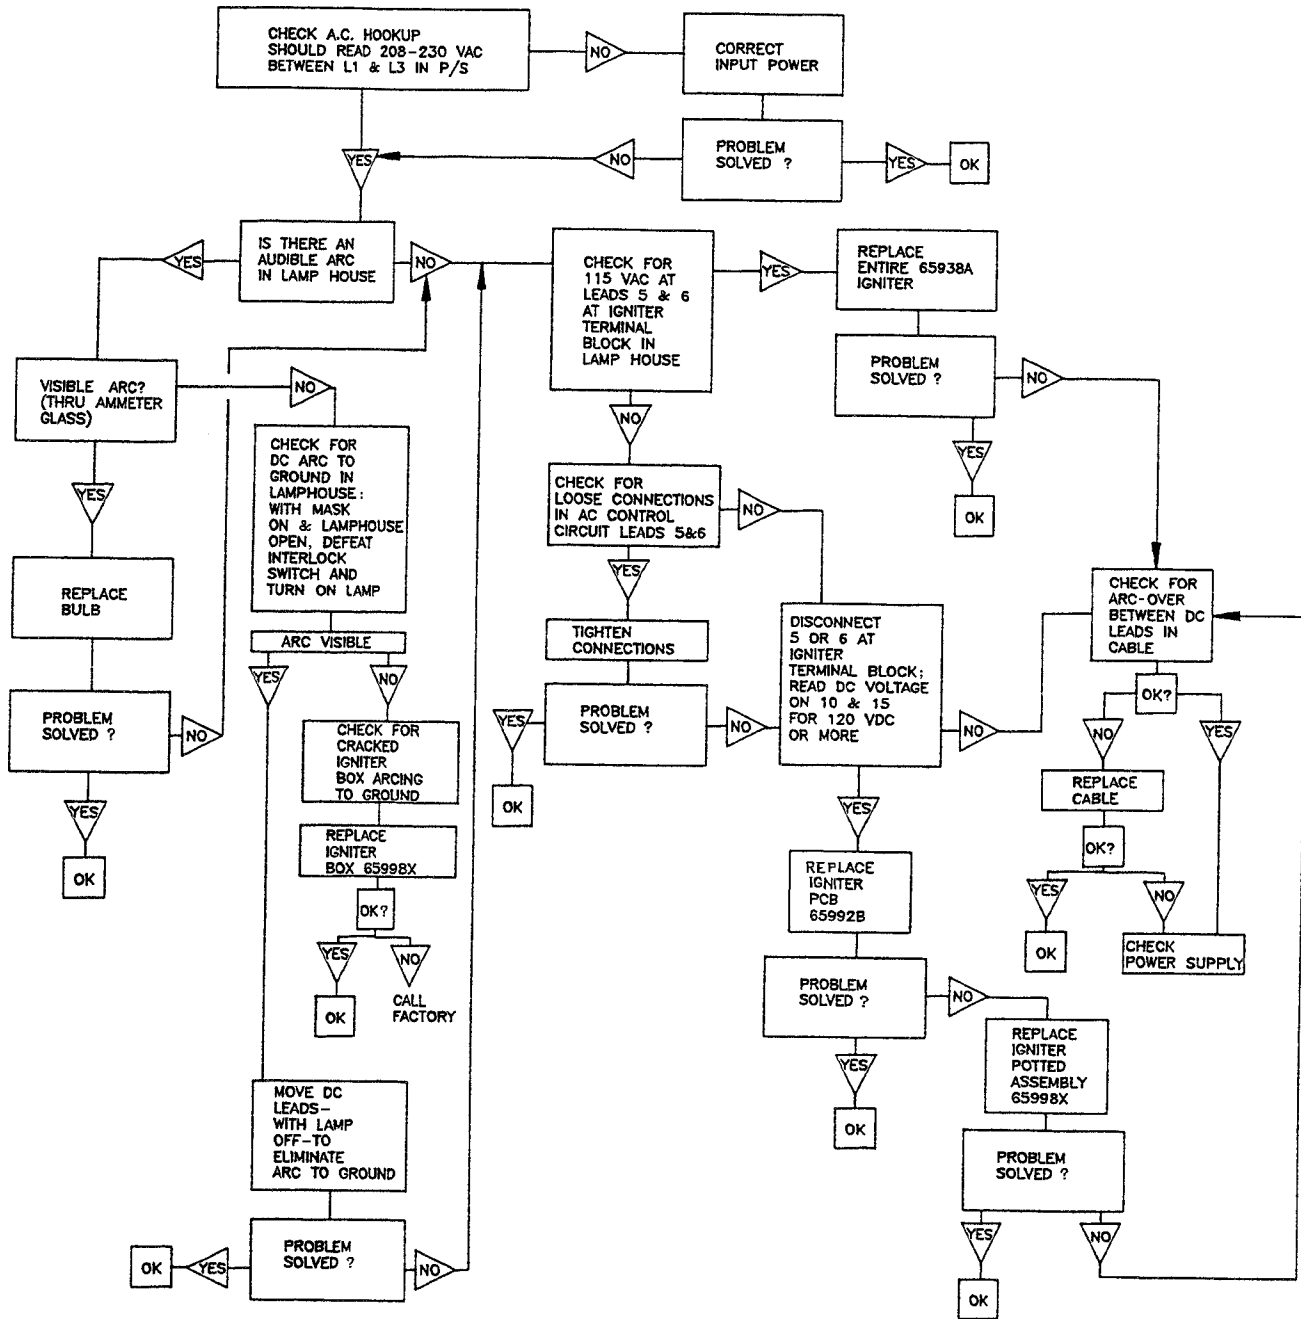 CHECK A.C. HOOKUP
SHOULD READ 208-230 VAC
BETWEEN L1 & L3 IN P/S
NO
CORRECT
INPUT POWER
PROBLEM
SOLVED ?
NO
YES
OK
YES
IS THERE AN
AUDIBLE ARC
IN LAMP HOUSE
YES
NO
VISIBLE ARC?
(THRU AMMETER
GLASS)
NO
YES
REPLACE
BULB
PROBLEM
SOLVED ?
NO
YES
OK
CHECK FOR
DC ARC TO
GROUND IN
LAMPHOUSE:
WITH MASK
ON & LAMPHOUSE
OPEN, DEFEAT
INTERLOCK
SWITCH AND
TURN ON LAMP
ARC VISIBLE
YES
NO
CHECK FOR
CRACKED
IGNITER
BOX ARCING
TO GROUND
REPLACE
IGNITER
BOX 65998X
OK?
YES
NO
OK
CALL
FACTORY
MOVE DC
LEADS-
WITH LAMP
OFF-TO
ELIMINATE
ARC TO GROUND
PROBLEM
SOLVED ?
YES
OK
NO
CHECK FOR
115 VAC AT
LEADS 5 & 6
AT IGNITER
TERMINAL
BLOCK IN
LAMP HOUSE
YES
REPLACE
ENTIRE 65938A
IGNITER
PROBLEM
SOLVED ?
NO
YES
OK
NO
CHECK FOR
LOOSE CONNECTIONS
IN AC CONTROL
CIRCUIT LEADS 5&6
NO
YES
TIGHTEN
CONNECTIONS
PROBLEM
SOLVED ?
YES
OK
NO
DISCONNECT
5 OR 6 AT
IGNITER
TERMINAL BLOCK;
READ DC VOLTAGE
ON 10 & 15
FOR 120 VDC
OR MORE
NO
YES
REPLACE
IGNITER
PCB
65992B
PROBLEM
SOLVED ?
NO
YES
OK
REPLACE
IGNITER
POTTED
ASSEMBLY
65998X
PROBLEM
SOLVED ?
YES
NO
OK
CHECK FOR
ARC-OVER
BETWEEN DC
LEADS IN
CABLE
OK?
NO
YES
REPLACE
CABLE
OK?
YES
NO
OK
CHECK
POWER SUPPLY